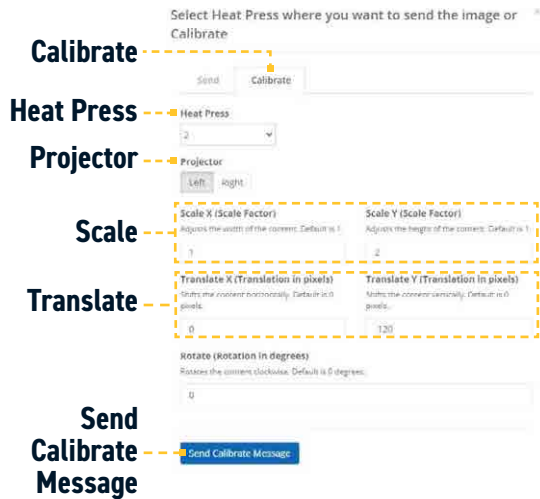 Select Heat Press where you want to send the image or
Calibrate
×
Calibrate
Send
Calibrate
Heat Press
Heat Press
2
Projector
Projector
Left
Right
Scale
Scale X (Scale Factor)
Scale Y (Scale Factor)
Adjusts the width of the content. Default is 1
Adjusts the height of the content. Default is 1
1
2
Translate
Translate X (Translation in pixels)
Translate Y (Translation in pixels)
Shifts the content horizontally. Default is 0
pixels.
Shifts the content vertically. Default is 0
pixels.
0
120
Rotate (Rotation in degrees)
Rotates the content clockwise. Default is 0 degrees.
0
Send
Calibrate
Message
Send Calibrate Message